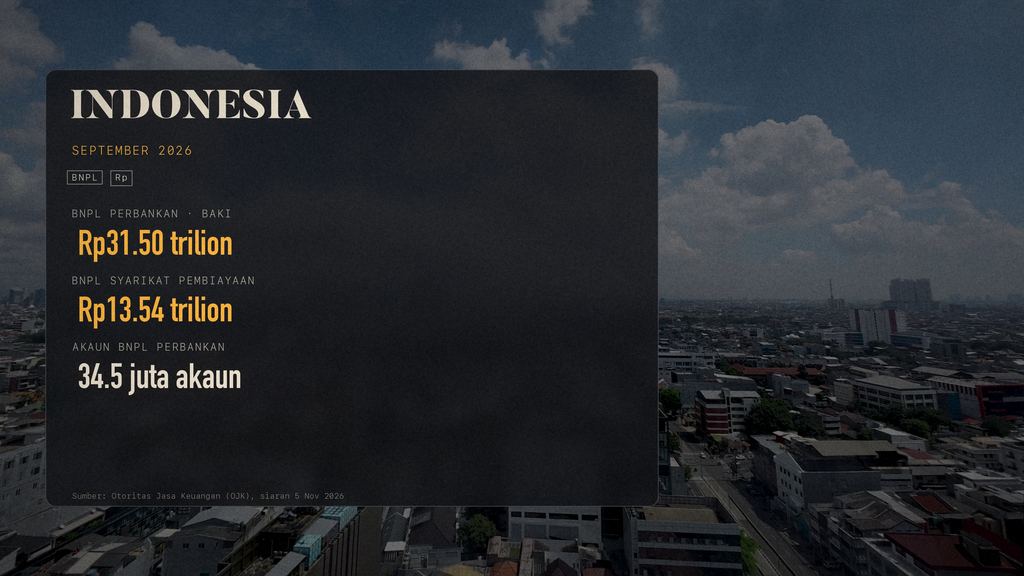 INDONESIA
SEPTEMBER 2026
BNPL Rp
BNPL PERBANKAN · BAKI
Rp31.50 trilion
BNPL SYARIKAT PEMBIAYAAN
Rp13.54 trilion
AKAUN BNPL PERBANKAN
34.5 juta akaun
Sumber: Otoritas Jasa Keuangan (OJK), siaran 5 Nov 2026